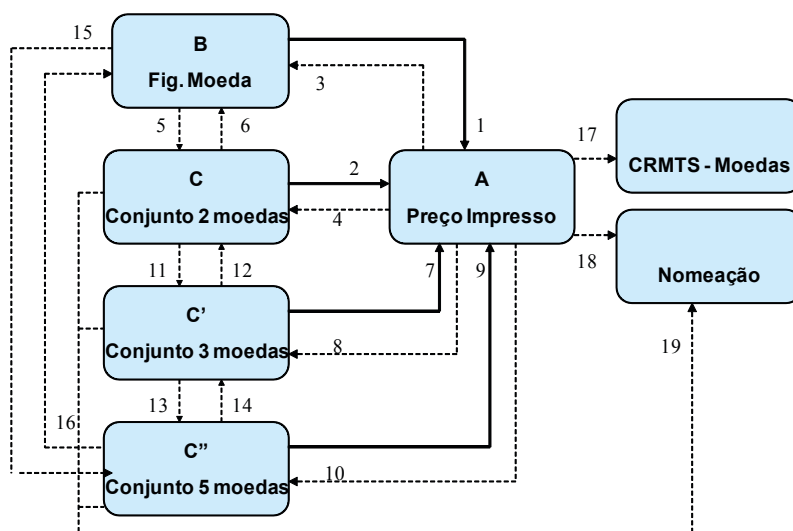 15
B
Fig. Moeda
3
1
5
6
17
CRMTS - Moedas
C
Conjunto 2 moedas
2
4
A
Preço Impresso
18
Nomeação
11
12
7
9
C'
Conjunto 3 moedas
8
19
13
14
16
C”
Conjunto 5 moedas
10